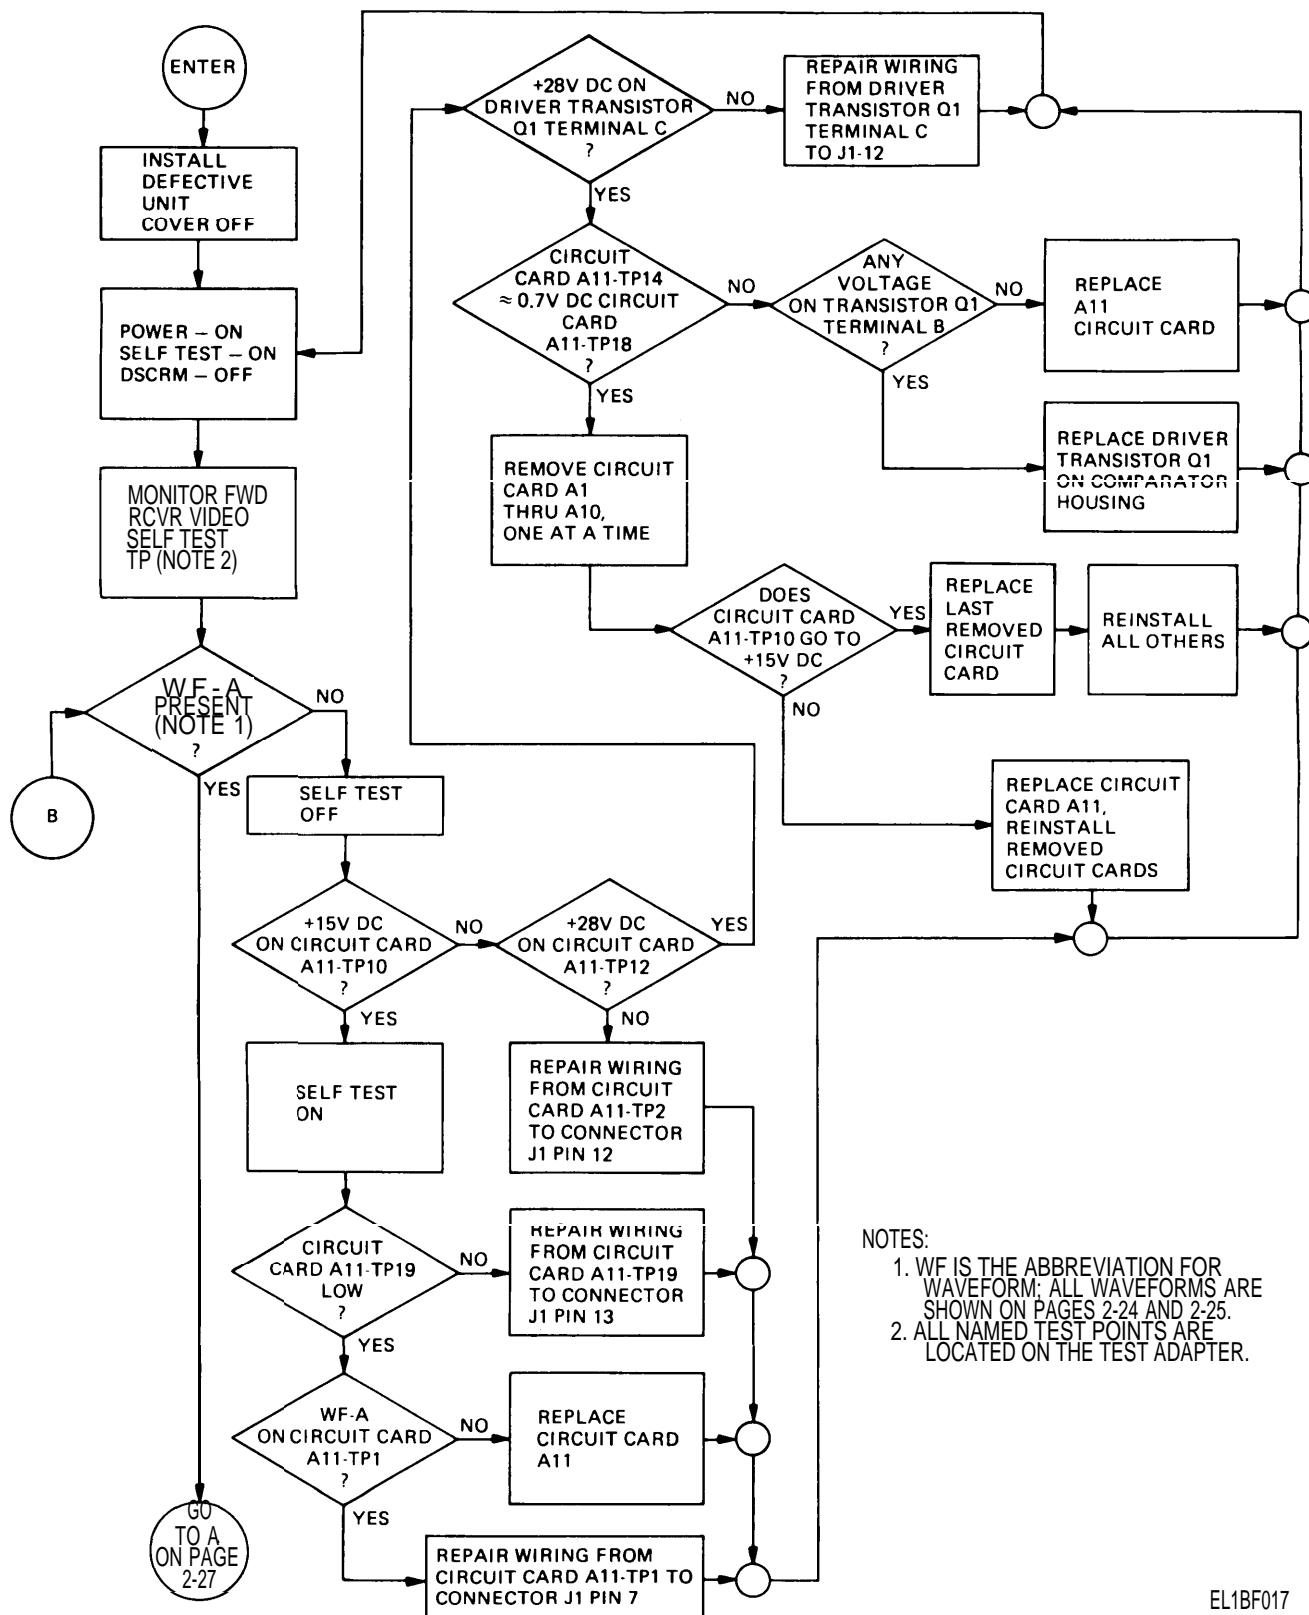 ENTER
INSTALL
DEFECTIVE
UNIT
COVER OFF
POWER — ON
SELF TEST — ON
DSCRM — OFF
MONITOR FWD
RCVR VIDEO
SELF TEST
TP (NOTE 2)
WF-A
PRESENT
(NOTE 1)
?
NO
YES
B
SELF TEST
OFF
+15V DC
ON CIRCUIT CARD
A11-TP10
?
NO
YES
+28V DC
ON CIRCUIT CARD
A11-TP12
?
YES
NO
SELF TEST
ON
REPAIR WIRING
FROM CIRCUIT
CARD A11-TP2
TO CONNECTOR
J1 PIN 12
CIRCUIT
CARD A11-TP19
LOW
?
NO
YES
REPAIR WIRING
FROM CIRCUIT
CARD A11-TP19
TO CONNECTOR
J1 PIN 13
WF-A
ON CIRCUIT CARD
A11-TP1
?
NO
YES
REPLACE
CIRCUIT CARD
A11
REPAIR WIRING FROM
CIRCUIT CARD A11-TP1 TO
CONNECTOR J1 PIN 7
GO
TO A
ON PAGE
2-27
+28V DC ON
DRIVER TRANSISTOR
Q1 TERMINAL C
?
NO
YES
REPAIR WIRING
FROM DRIVER
TRANSISTOR Q1
TERMINAL C
TO J1-12
CIRCUIT
CARD A11-TP14
≈ 0.7V DC CIRCUIT
CARD
A11-TP18
?
NO
YES
ANY
VOLTAGE
ON TRANSISTOR Q1
TERMINAL B
?
NO
YES
REPLACE
A11
CIRCUIT CARD
REPLACE DRIVER
TRANSISTOR Q1
ON COMPARATOR
HOUSING
REMOVE CIRCUIT
CARD A1
THRU A10,
ONE AT A TIME
DOES
CIRCUIT CARD
A11-TP10 GO TO
+15V DC
?
YES
NO
REPLACE
LAST
REMOVED
CIRCUIT
CARD
REINSTALL
ALL OTHERS
REPLACE CIRCUIT
CARD A11,
REINSTALL
REMOVED
CIRCUIT CARDS
NOTES:
1. WF IS THE ABBREVIATION FOR
WAVEFORM; ALL WAVEFORMS ARE
SHOWN ON PAGES 2-24 AND 2-25.
2. ALL NAMED TEST POINTS ARE
LOCATED ON THE TEST ADAPTER.
EL1BF017